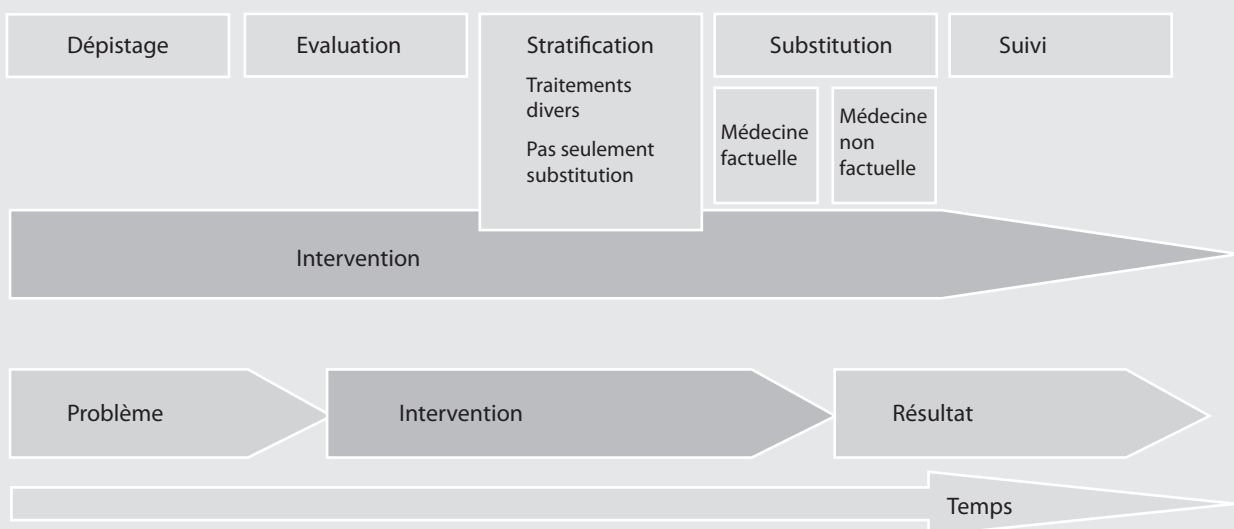 Dépistage
Evaluation
Stratification
Traitements
divers
Pas seulement
substitution
Substitution
Médecine
factuelle
Médecine
non
factuelle
Suivi
Intervention
Problème
Intervention
Résultat
Temps